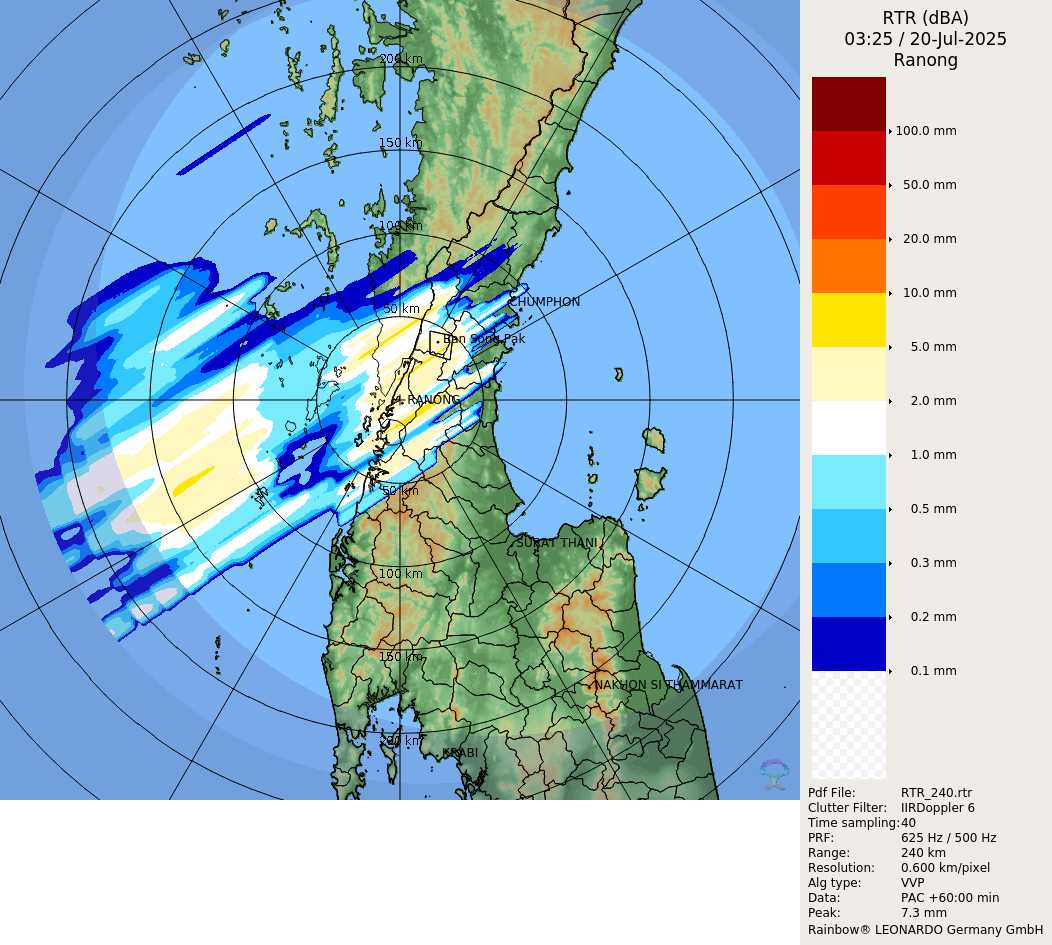 RTR (dBA)
03:25 / 20-Jul-2025
Ranong
200 km
150 km
100 km
50 km
CHUMPHON
Ban Song Pak
RANONG
50 km
SURAT THANI
100 km
150 km
NAKHON SI THAMMARAT
200 km
KRABI
100.0 mm
50.0 mm
20.0 mm
10.0 mm
5.0 mm
2.0 mm
1.0 mm
0.5 mm
0.3 mm
0.2 mm
0.1 mm
Pdf File: RTR_240.rtr
Clutter Filter: IIRDoppler 6
Time sampling:40
PRF: 625 Hz / 500 Hz
Range: 240 km
Resolution: 0.600 km/pixel
Alg type: VVP
Data: PAC +60:00 min
Peak: 7.3 mm
Rainbow® LEONARDO Germany GmbH